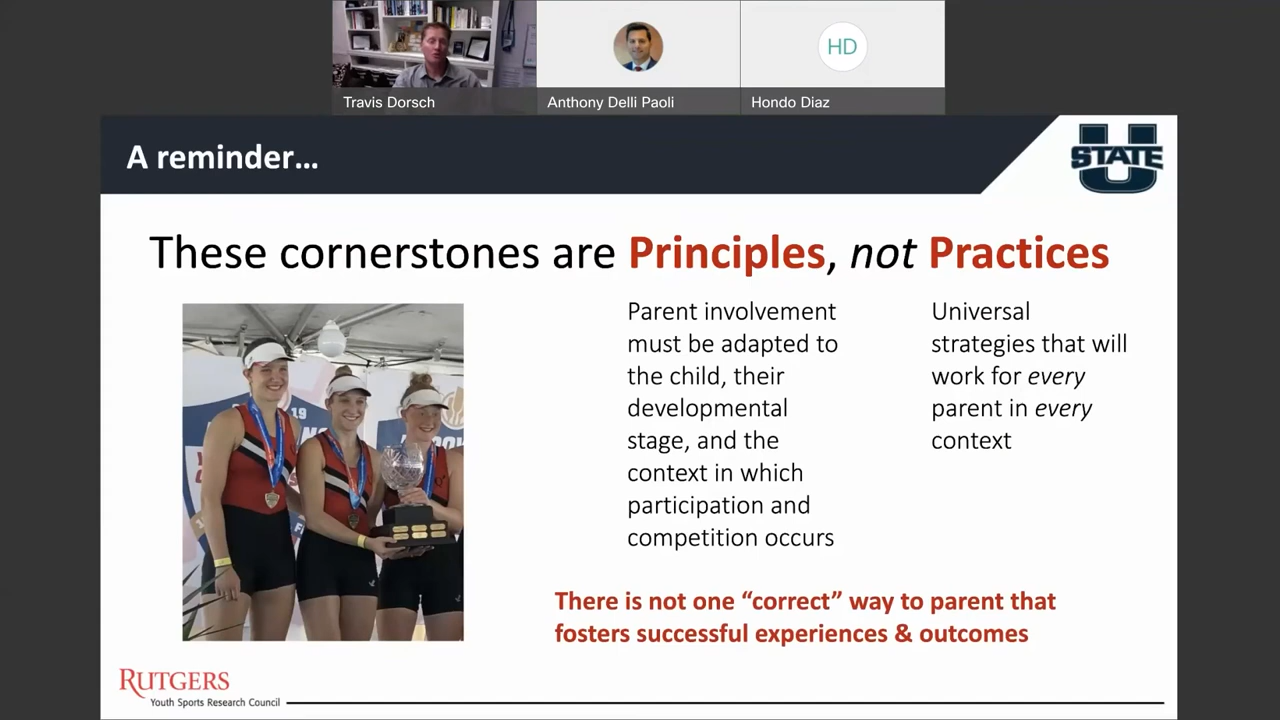 Travis Dorsch
Anthony Delli Paoli
HD
Hondo Diaz
A reminder…
U
STATE
These cornerstones are Principles, not Practices
Parent involvement
must be adapted to
the child, their
developmental
stage, and the
context in which
participation and
competition occurs
Universal
strategies that will
work for every
parent in every
context
19
There is not one “correct” way to parent that
fosters successful experiences & outcomes
RUTGERS
Youth Sports Research Council